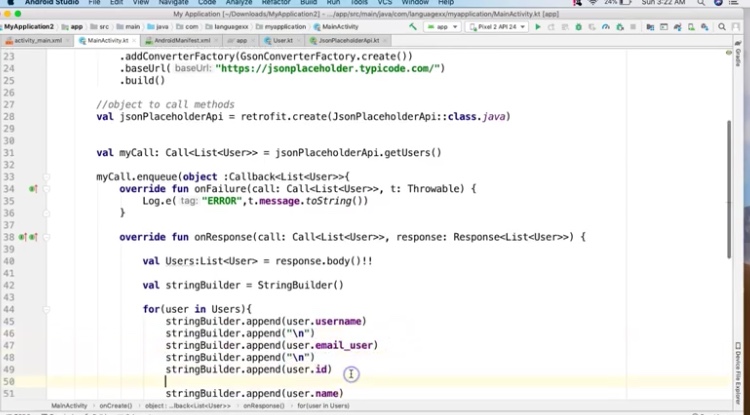 Android Studio File Edit View Navigate Code Analyze Refactor Build Run Tools VCS Window Help 24% Sun 3:22 AM
My Application [~/Downloads/MyApplication2] - .../app/src/main/java/com/languagexx/myapplication/MainActivity.kt [app]
MyApplication2 app src main java com languagexx myapplication MainActivity app Pixel 2 API 24
activity_main.xml MainActivity.kt AndroidManifest.xml app User.kt JsonPlaceholderApi.kt
23 .addConverterFactory(GsonConverterFactory.create())
24 .baseUrl( baseUrl: "https://jsonplaceholder.typicode.com/")
25 .build()
26
27 //object to call methods
28 val jsonPlaceholderApi = retrofit.create(JsonPlaceholderApi::class.java)
29
30
31 val myCall: Call<List<User>> = jsonPlaceholderApi.getUsers()
32
33 myCall.enqueue(object :Callback<List<User>>{
34 override fun onFailure(call: Call<List<User>>, t: Throwable) {
35 Log.e( tag: "ERROR",t.message.toString())
36 }
37
38 override fun onResponse(call: Call<List<User>>, response: Response<List<User>>) {
39
40 val Users:List<User> = response.body()!!
41
42 val stringBuilder = StringBuilder()
43
44 for(user in Users){
45 stringBuilder.append(user.username)
46 stringBuilder.append("\n")
47 stringBuilder.append(user.email_user)
48 stringBuilder.append("\n")
49 stringBuilder.append(user.id)
50
51 stringBuilder.append(user.name)
MainActivity onCreate() object : ...lback<List<User>> onResponse() for(user in Users)
Gradle
Device File Explorer